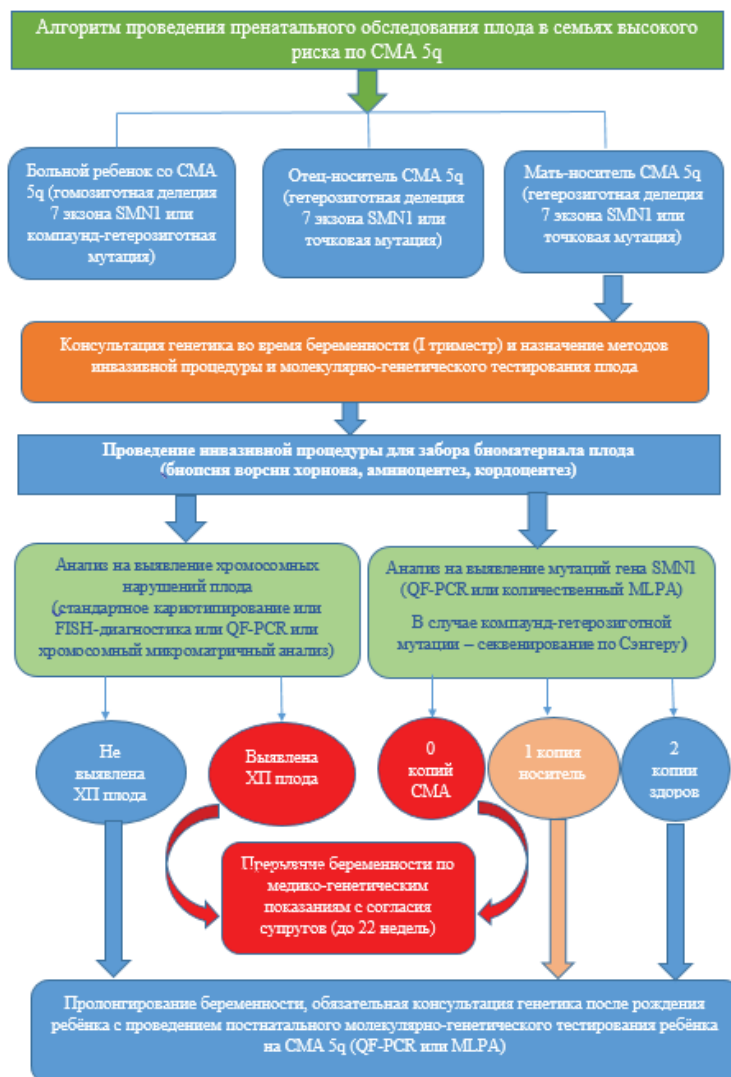 Алгоритм проведения пренатального обследования плода в семьях высокого
риска по СМА 5q
Больной ребенок со СМА
5q (гомозиготная делеция
7 экзона SMN1 или
компаунд-гетерозиготная
мутация)
Отец-носитель СМА 5q
(гетерозиготная делеция
7 экзона SMN1 или
точковая мутация)
Мать-носитель СМА 5q
(гетерозиготная делеция
7 экзона SMN1 или
точковая мутация)
Консультация генетика во время беременности (I триместр) и назначение методов
инвазивной процедуры и молекулярно-генетического тестирования плода
Проведение инвазивной процедуры для забора биоматериала плода
(биопсия ворсин хориона, амниоцентез, кордоцентез)
Анализ на выявление хромосомных
нарушений плода
(стандартное кариотипирование или
FISH-диагностика или QF-PCR или
хромосомный микроматричный анализ)
Анализ на выявление мутаций гена SMN1
(QF-PCR или количественный MLPA)
В случае компаунд-гетерозиготной
мутации – секвенирование по Сэнгеру)
Не
выявлена
ХП плода
Выявлена
ХП плода
0
копий
СМА
1 копия
носитель
2
копии
здоров
Прерывание беременности по
медико-генетическим
показаниям с согласия
супругов (до 22 недель)
Пролонгирование беременности, обязательная консультация генетика после рождения
ребёнка с проведением постнатального молекулярно-генетического тестирования ребёнка
на СМА 5q (QF-PCR или MLPA)